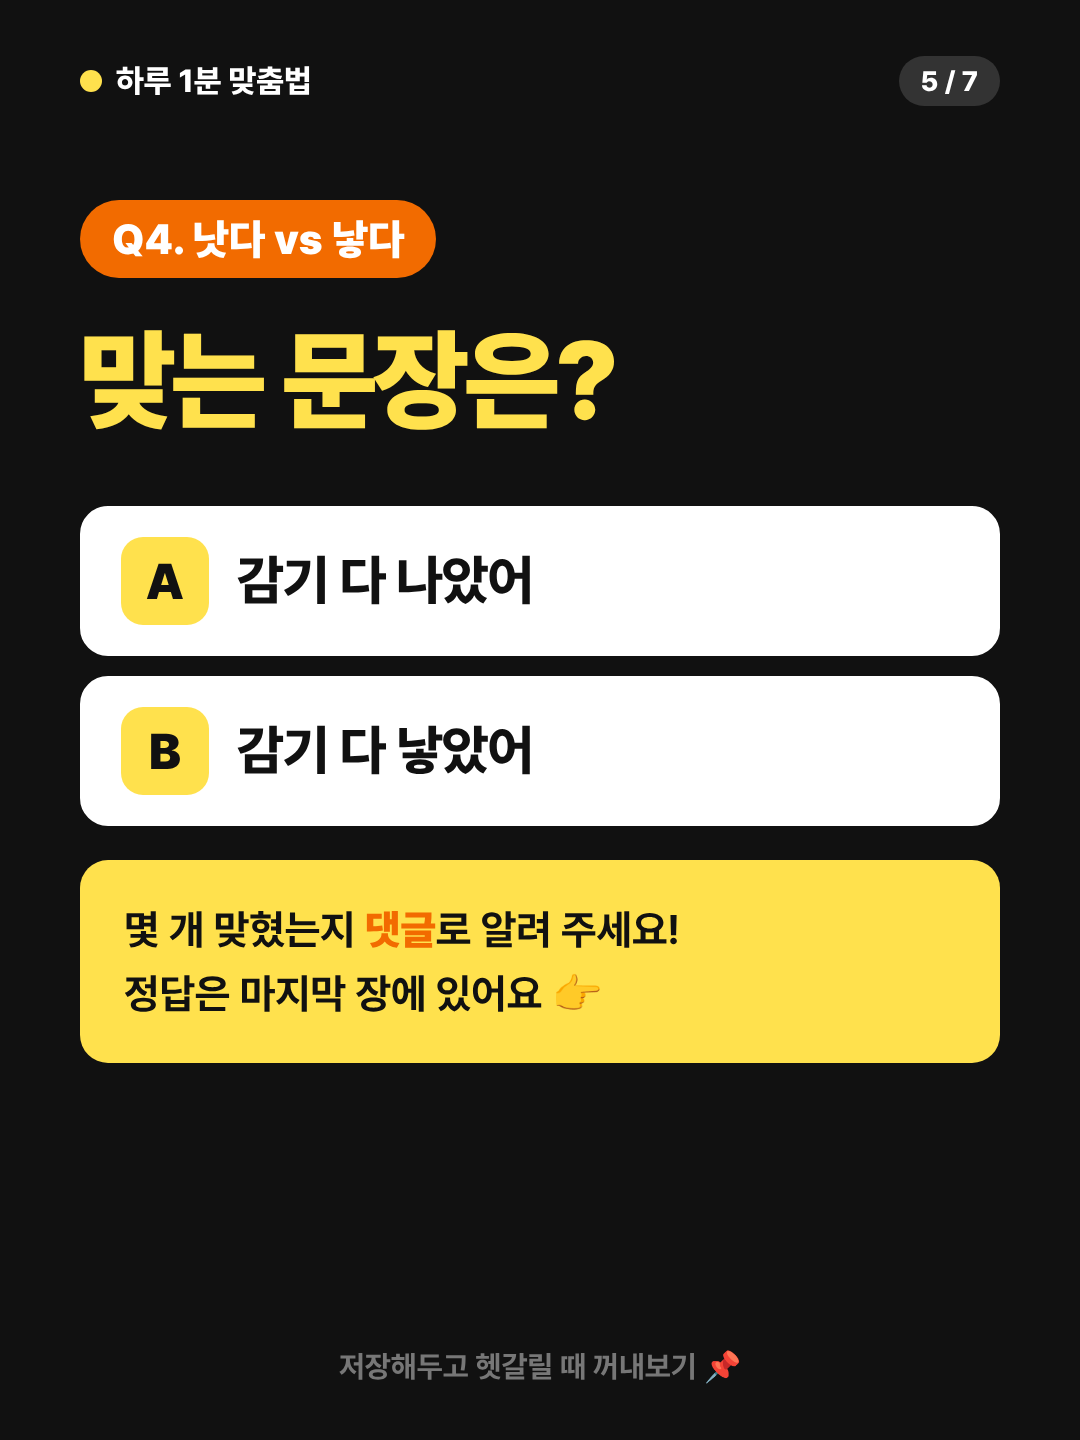 하루 1분 맞춤법
5 / 7
Q4. 낫다 vs 낳다
맞는 문장은?
A 감기 다 나았어
B 감기 다 낳았어
몇 개 맞혔는지 댓글로 알려 주세요!
정답은 마지막 장에 있어요 👉
저장해두고 헷갈릴 때 꺼내보기 📌